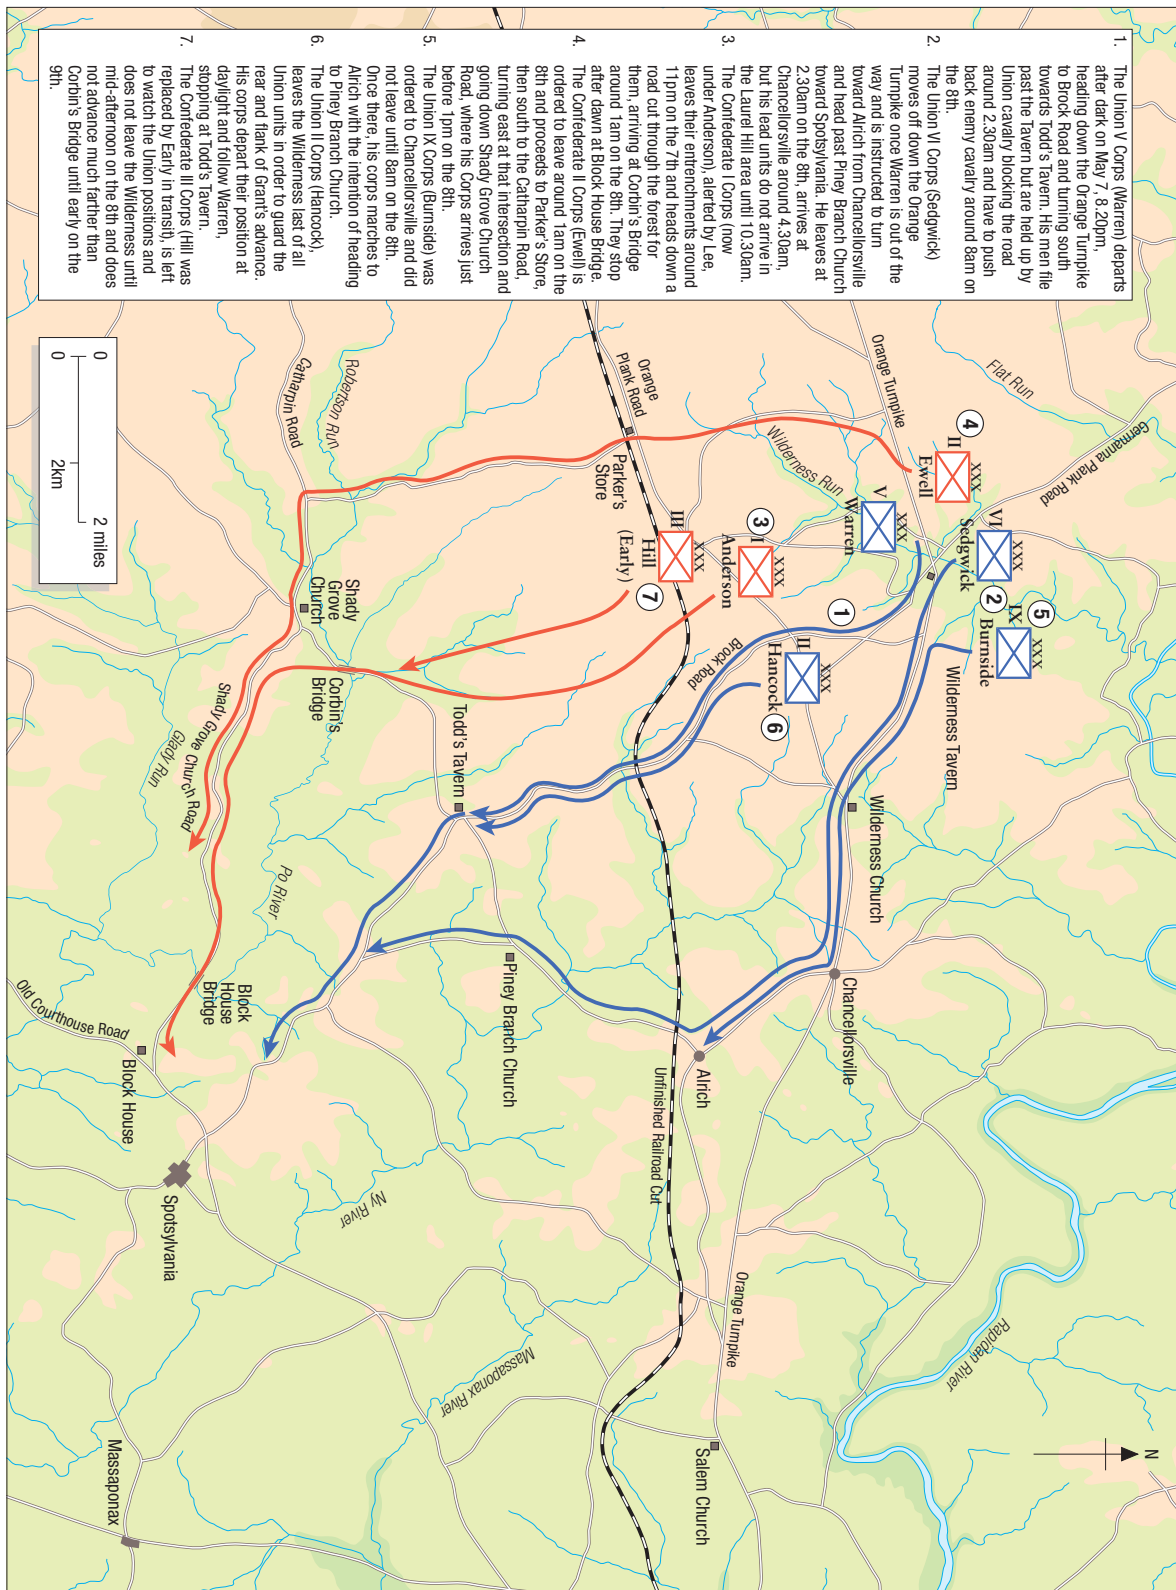 1. The Union V Corps (Warren) departs
after dark on May 7, 8.20pm,
heading down the Orange Turnpike
to Brock Road and turning south
towards Todd's Tavern. His men file
past the Tavern but are held up by
Union cavalry blocking the road
around 2.30am and have to push
back enemy cavalry around 8am on
the 8th.
2. The Union VI Corps (Sedgwick)
moves off down the Orange
Turnpike once Warren is out of the
way and is instructed to turn
toward Alrich from Chancellorsville
and head past Piney Branch Church
toward Spotsylvania. He leaves at
2.30am on the 8th, arrives at
Chancellorsville around 4.30am,
but his lead units do not arrive in
the Laurel Hill area until 10.30am.
3. The Confederate I Corps (now
under Anderson), alerted by Lee,
leaves their entrenchments around
11pm on the 7th and heads down a
road cut through the forest for
them, arriving at Corbin's Bridge
around 1am on the 8th. They stop
after dawn at Block House Bridge.
4. The Confederate II Corps (Ewell) is
ordered to leave around 1am on the
8th and proceeds to Parker's Store,
then south to the Catharpin Road,
turning east at that intersection and
going down Shady Grove Church
Road, where his Corps arrives just
before 1pm on the 8th.
5. The Union IX Corps (Burnside) was
ordered to Chancellorsville and did
not leave until 8am on the 8th.
Once there, his corps marches to
Alrich with the intention of heading
to Piney Branch Church.
6. The Union II Corps (Hancock),
leaves the Wilderness last of all
Union units in order to guard the
rear and flank of Grant's advance.
His corps depart their position at
daylight and follow Warren,
stopping at Todd's Tavern.
7. The Confederate III Corps (Hill was
replaced by Early in transit), is left
to watch the Union positions and
does not leave the Wilderness until
mid-afternoon on the 8th and does
not advance much farther than
Corbin's Bridge until early on the
9th.
0 2 miles
0 2km
N
Flat Run
Germanna Plank Road
Orange Turnpike
4
XXX
II
Ewell
XXX
VI
Sedgwick
2
5
XXX
IX
Burnside
XXX
V
Warren
Wilderness Run
Wilderness Tavern
1
3
XXX
I
Anderson
XXX
II
Hancock
6
XXX
III
Hill
(Early)
7
Orange
Plank Road
Parker's
Store
Brock Road
Wilderness Church
Chancellorsville
Rapidan River
Orange Turnpike
Alrich
Unfinished Railroad Cut
Salem Church
Robertson Run
Catharpin Road
Shady
Grove
Church
Corbin's
Bridge
Todd's Tavern
Piney Branch Church
Shady Grove Church Road
Glady Run
Po River
Block
House
Bridge
Old Courthouse Road
Block House
Ny River
Spotsylvania
Massaponax River
Massaponax